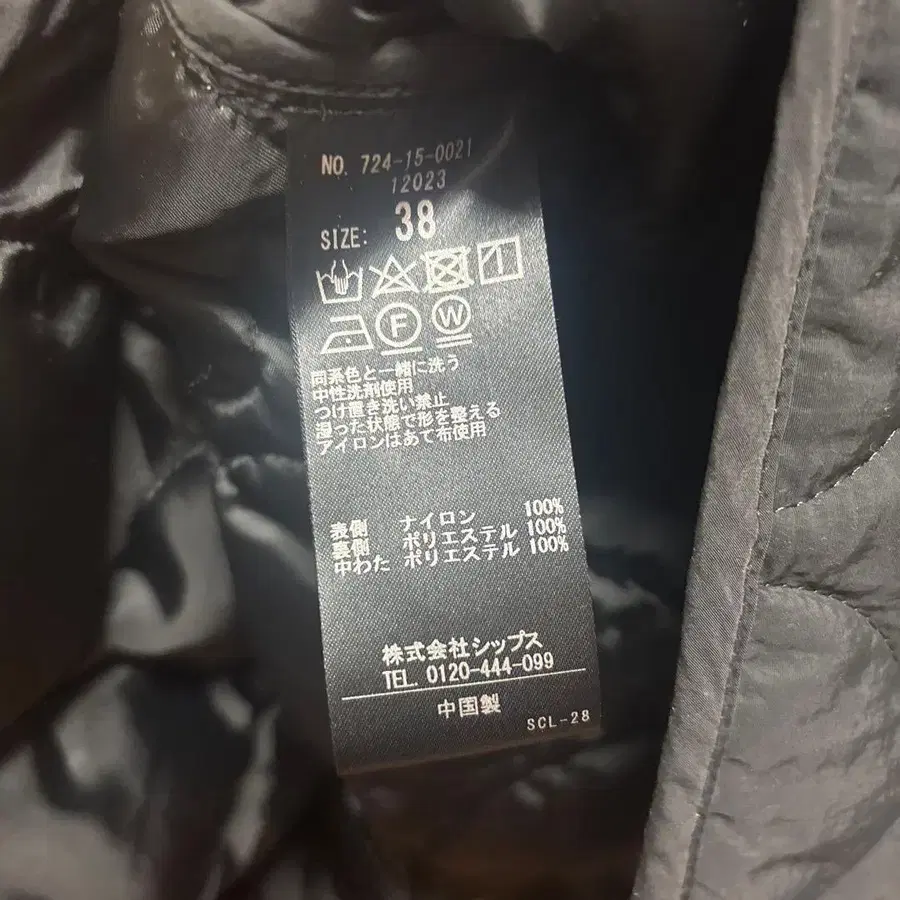 NO. 724-15-0021
12023
SIZE: 38
F W
同系色と一緒に洗う
中性洗剤使用
つけ置き洗い禁止
湿った状態で形を整える
アイロンはあて布使用
表側 ナイロン 100%
裏側 ポリエステル 100%
中わた ポリエステル 100%
株式会社シップス
TEL. 0120-444-099
中国製
SCL-28